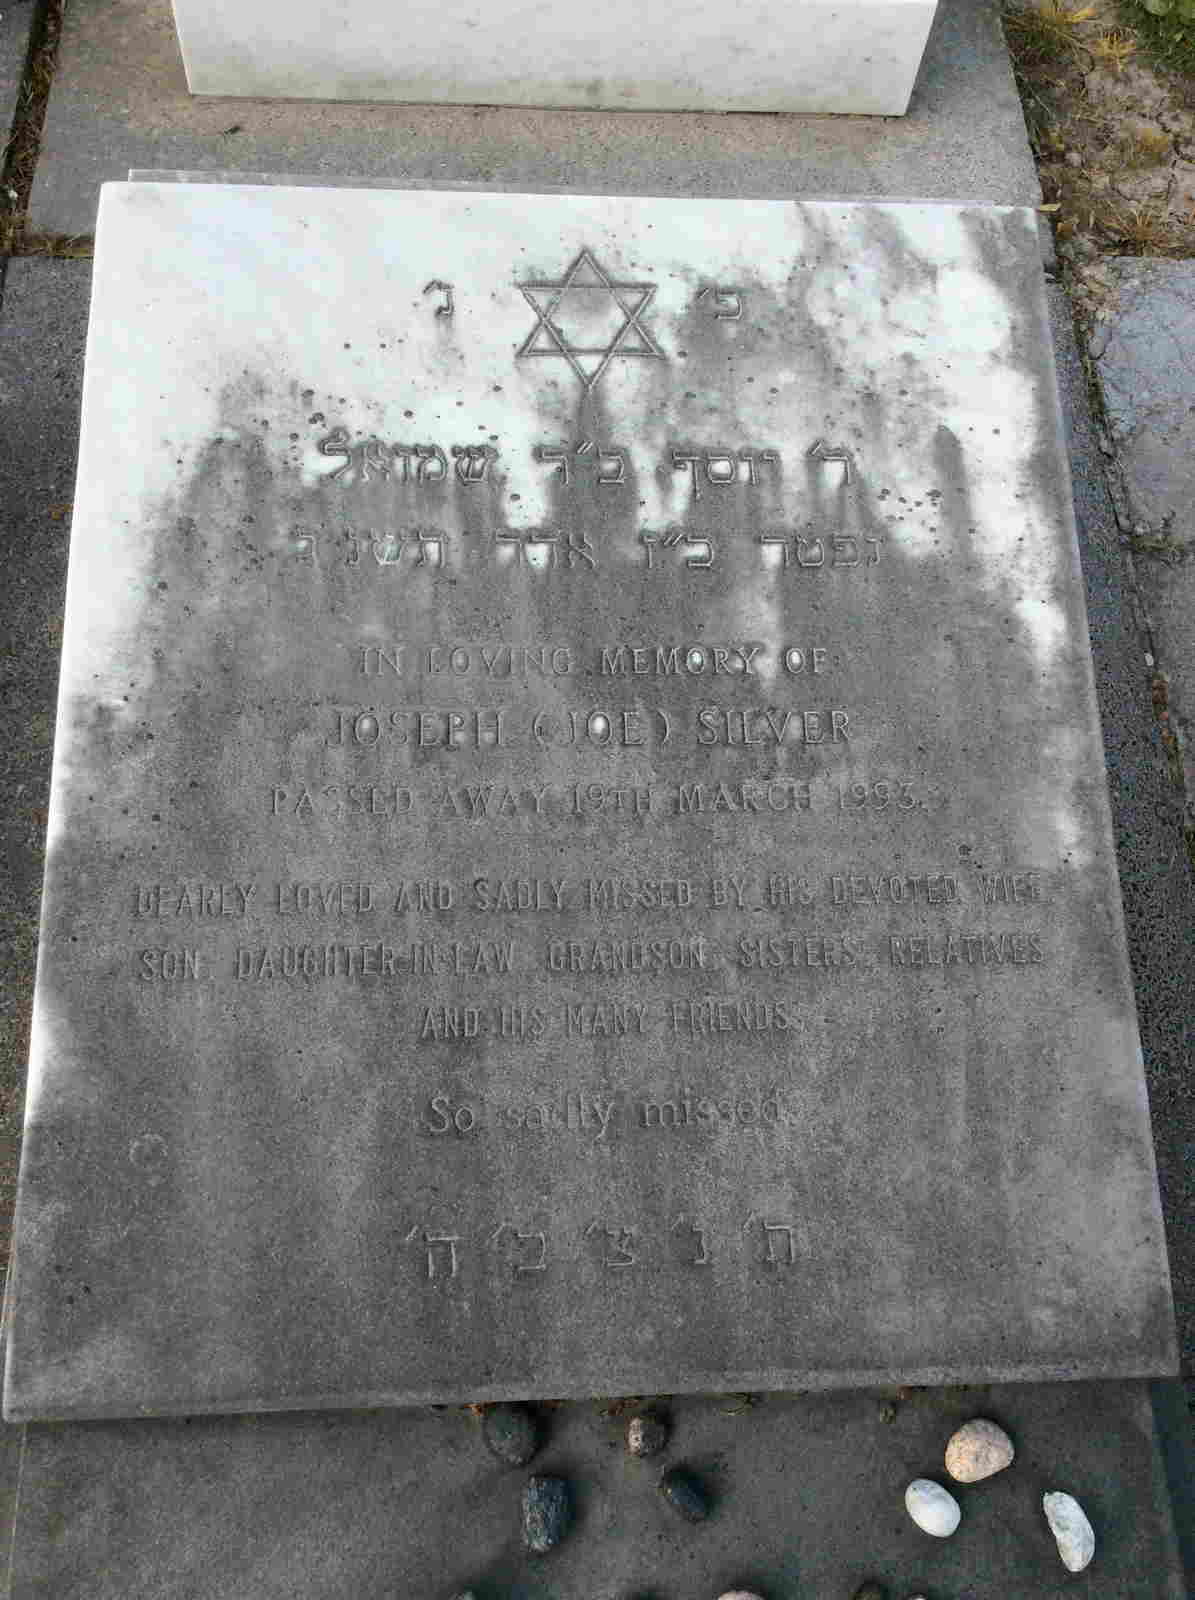 פ׳ נ׳
ר׳ יוסף ב״ר שמואל
נפטר כ״ו אדר תשנ״ג
IN LOVING MEMORY OF
JOSEPH (JOE) SILVER
PASSED AWAY 19TH MARCH 1993.
DEARLY LOVED AND SADLY MISSED BY HIS DEVOTED WIFE,
SON, DAUGHTER-IN-LAW, GRANDSON, SISTERS, RELATIVES
AND HIS MANY FRIENDS.
So sadly missed.
ת׳ נ׳ צ׳ ב׳ ה׳